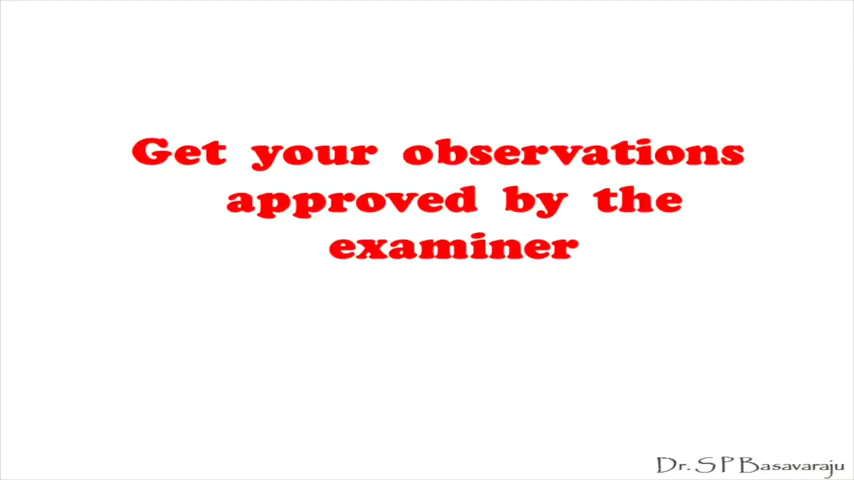 Get your observations
approved by the
examiner
Dr. S P Basavaraju